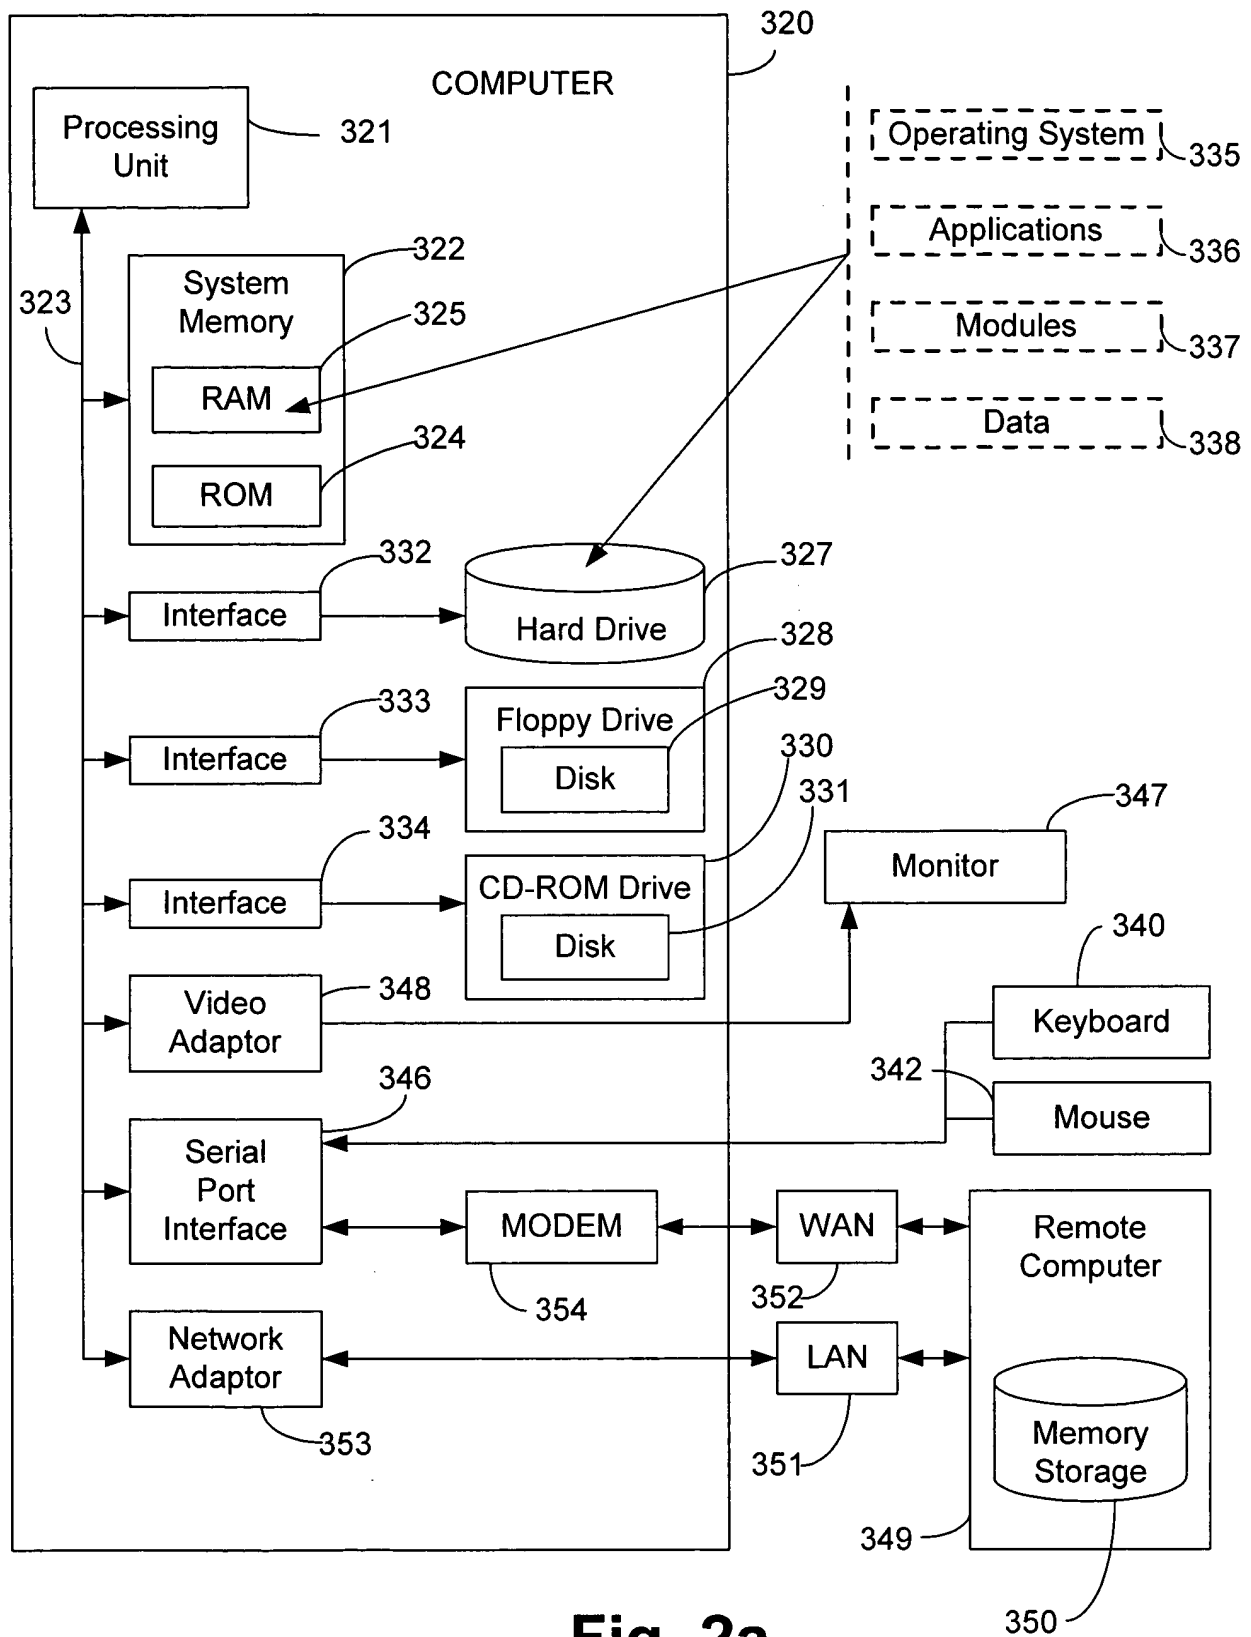 320
COMPUTER
Processing
Unit
321
Operating System
335
Applications
336
Modules
337
Data
338
322
System
Memory
323
325
RAM
324
ROM
332
Interface
327
Hard Drive
328
333
Interface
Floppy Drive
329
Disk
330
331
334
Interface
CD-ROM Drive
Disk
347
Monitor
340
Keyboard
348
Video
Adaptor
342
Mouse
346
Serial
Port
Interface
MODEM
354
WAN
352
Remote
Computer
Network
Adaptor
353
LAN
351
Memory
Storage
349
350
Fig. 2a